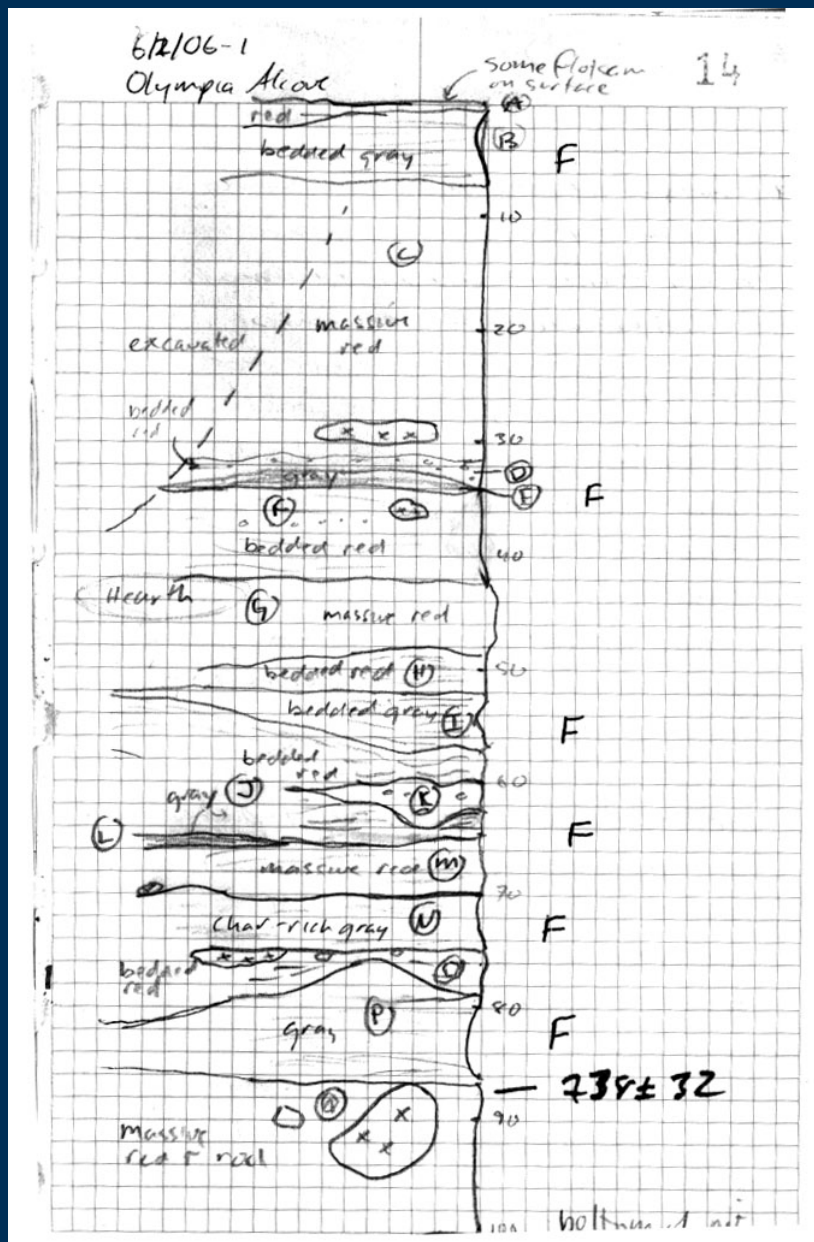 6/2/06-1
Olympia Alcove
some flotsam
on surface
14
A
red
B
bedded gray
F
10
C
massive
red
20
excavated
bedded
red
30
gray
D
E
F
F
bedded red
40
Hearth
G
massive red
50
bedded red H
bedded gray I
F
bedded
red
60
gray
J
K
L
F
massive red M
70
char-rich gray
N
F
bedded
red
O
80
gray
P
F
738± 32
90
massive
red
100